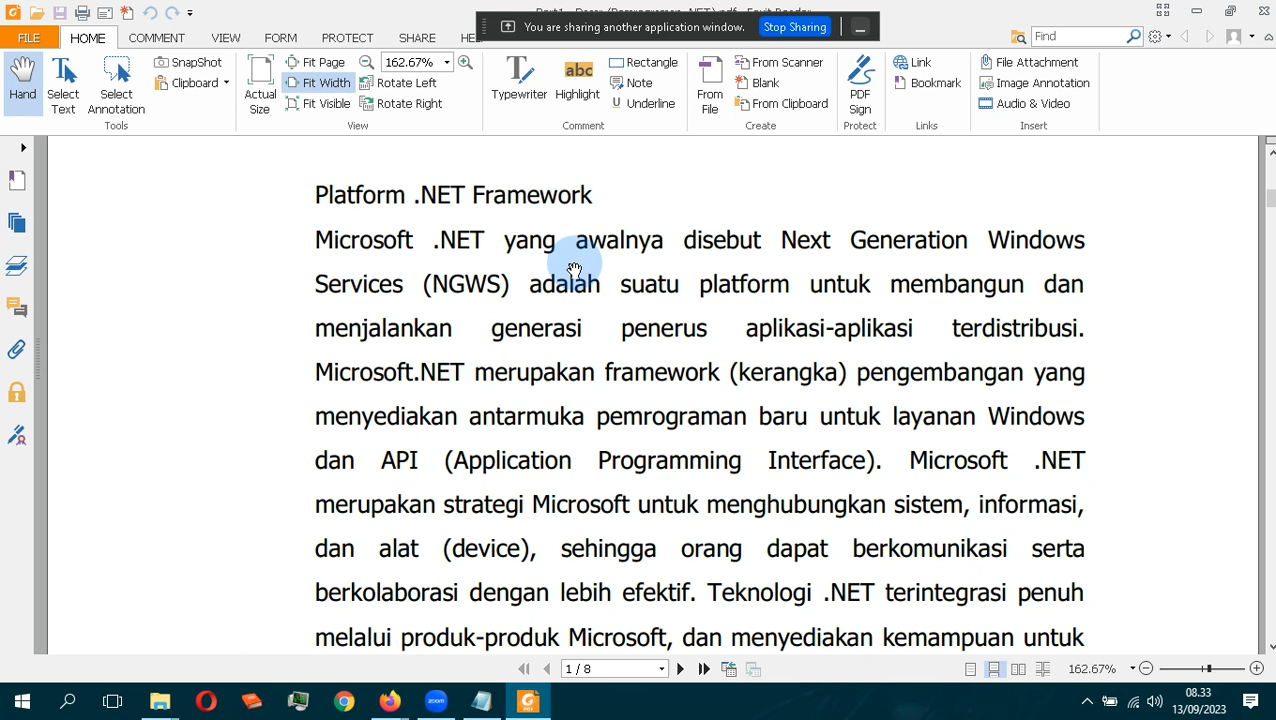 You are sharing another application window. Stop Sharing
FILE HOME COMMENT VIEW FORM PROTECT SHARE Find
Hand
Select Text
Select Annotation
SnapShot
Clipboard
Tools
Actual Size
Fit Page
Fit Width
Fit Visible
162.67%
Rotate Left
Rotate Right
View
Typewriter
Highlight
Rectangle
Note
Underline
Comment
From File
From Scanner
Blank
From Clipboard
Create
PDF Sign
Protect
Link
Bookmark
Links
File Attachment
Image Annotation
Audio & Video
Insert
Platform .NET Framework
Microsoft .NET yang awalnya disebut Next Generation Windows
Services (NGWS) adalah suatu platform untuk membangun dan
menjalankan generasi penerus aplikasi-aplikasi terdistribusi.
Microsoft.NET merupakan framework (kerangka) pengembangan yang
menyediakan antarmuka pemrograman baru untuk layanan Windows
dan API (Application Programming Interface). Microsoft .NET
merupakan strategi Microsoft untuk menghubungkan sistem, informasi,
dan alat (device), sehingga orang dapat berkomunikasi serta
berkolaborasi dengan lebih efektif. Teknologi .NET terintegrasi penuh
melalui produk-produk Microsoft, dan menyediakan kemampuan untuk
1 / 8
162.67%
zoom
PDF
08.33
13/09/2023